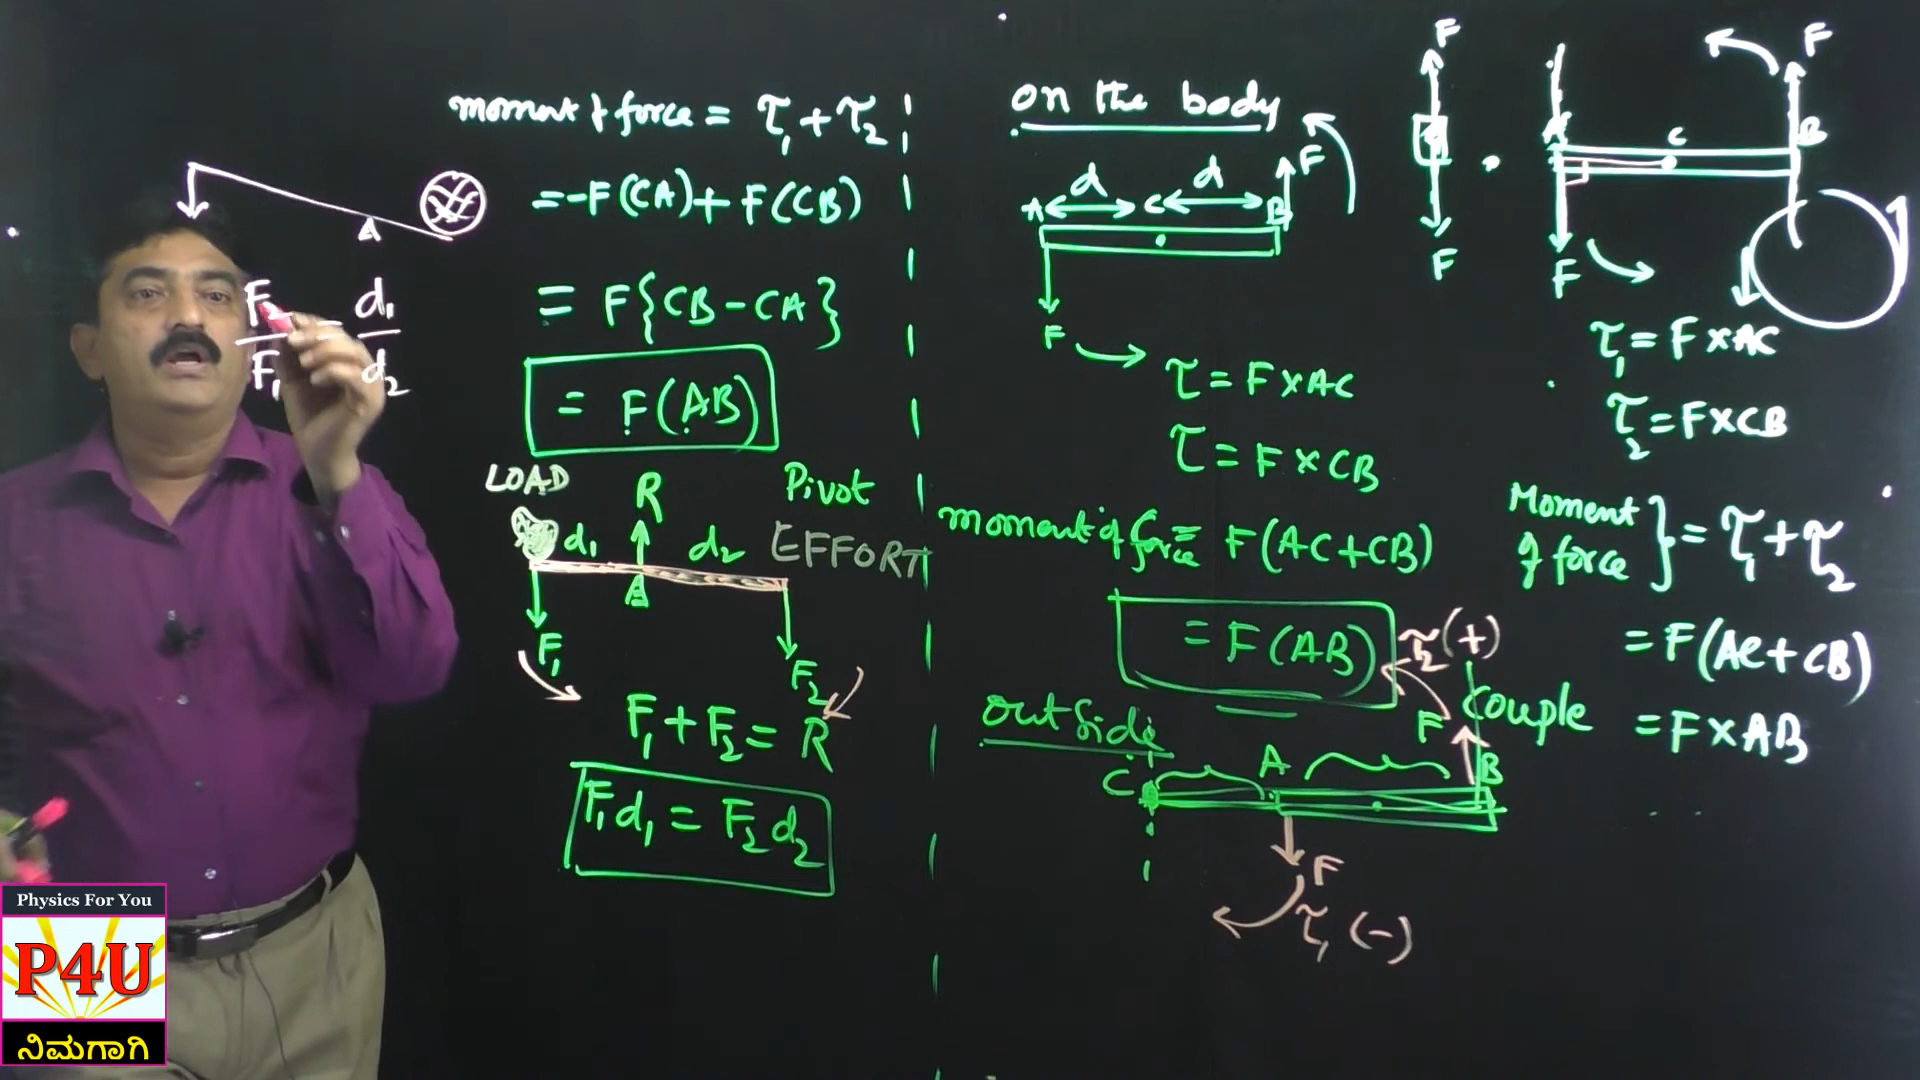 moment of force = τ₁ + τ₂
= -F(CA) + F(CB)
= F{CB - CA}
= F(AB)
F₂/F₁ = d₁/d₂
LOAD
R
Pivot
d₁
d₂
EFFORT
F₁
F₂
F₁ + F₂ = R
F₁d₁ = F₂d₂
on the body
d
d
F
A
C
B
F
τ = F×AC
τ = F×CB
moment of force = F(AC+CB)
= F(AB)
τ₂(+)
outside
F
couple
C
A
B
F
τ₁(-)
F
F
F
A
C
B
F
τ₁ = F×AC
τ₂ = F×CB
Moment of force } = τ₁ + τ₂
= F(AC+CB)
= F×AB
Physics For You
P4U
ನಿಮಗಾಗಿ